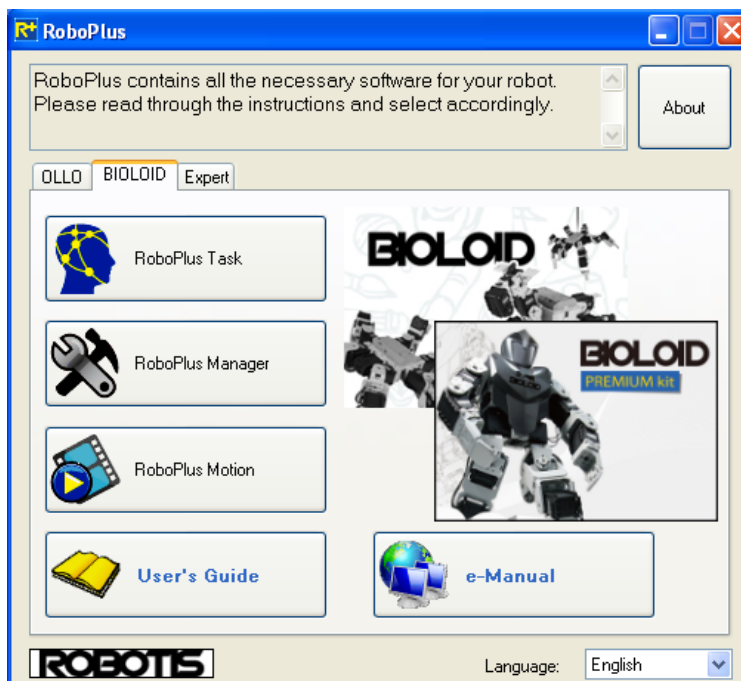 RoboPlus
RoboPlus contains all the necessary software for your robot.
Please read through the instructions and select accordingly.
About
OLLO
BIOLOID
Expert
RoboPlus Task
BIOLOID
RoboPlus Manager
BIOLOID
PREMIUM kit
BIOLOID
RoboPlus Motion
User's Guide
e-Manual
ROBOTIS
Language:
English